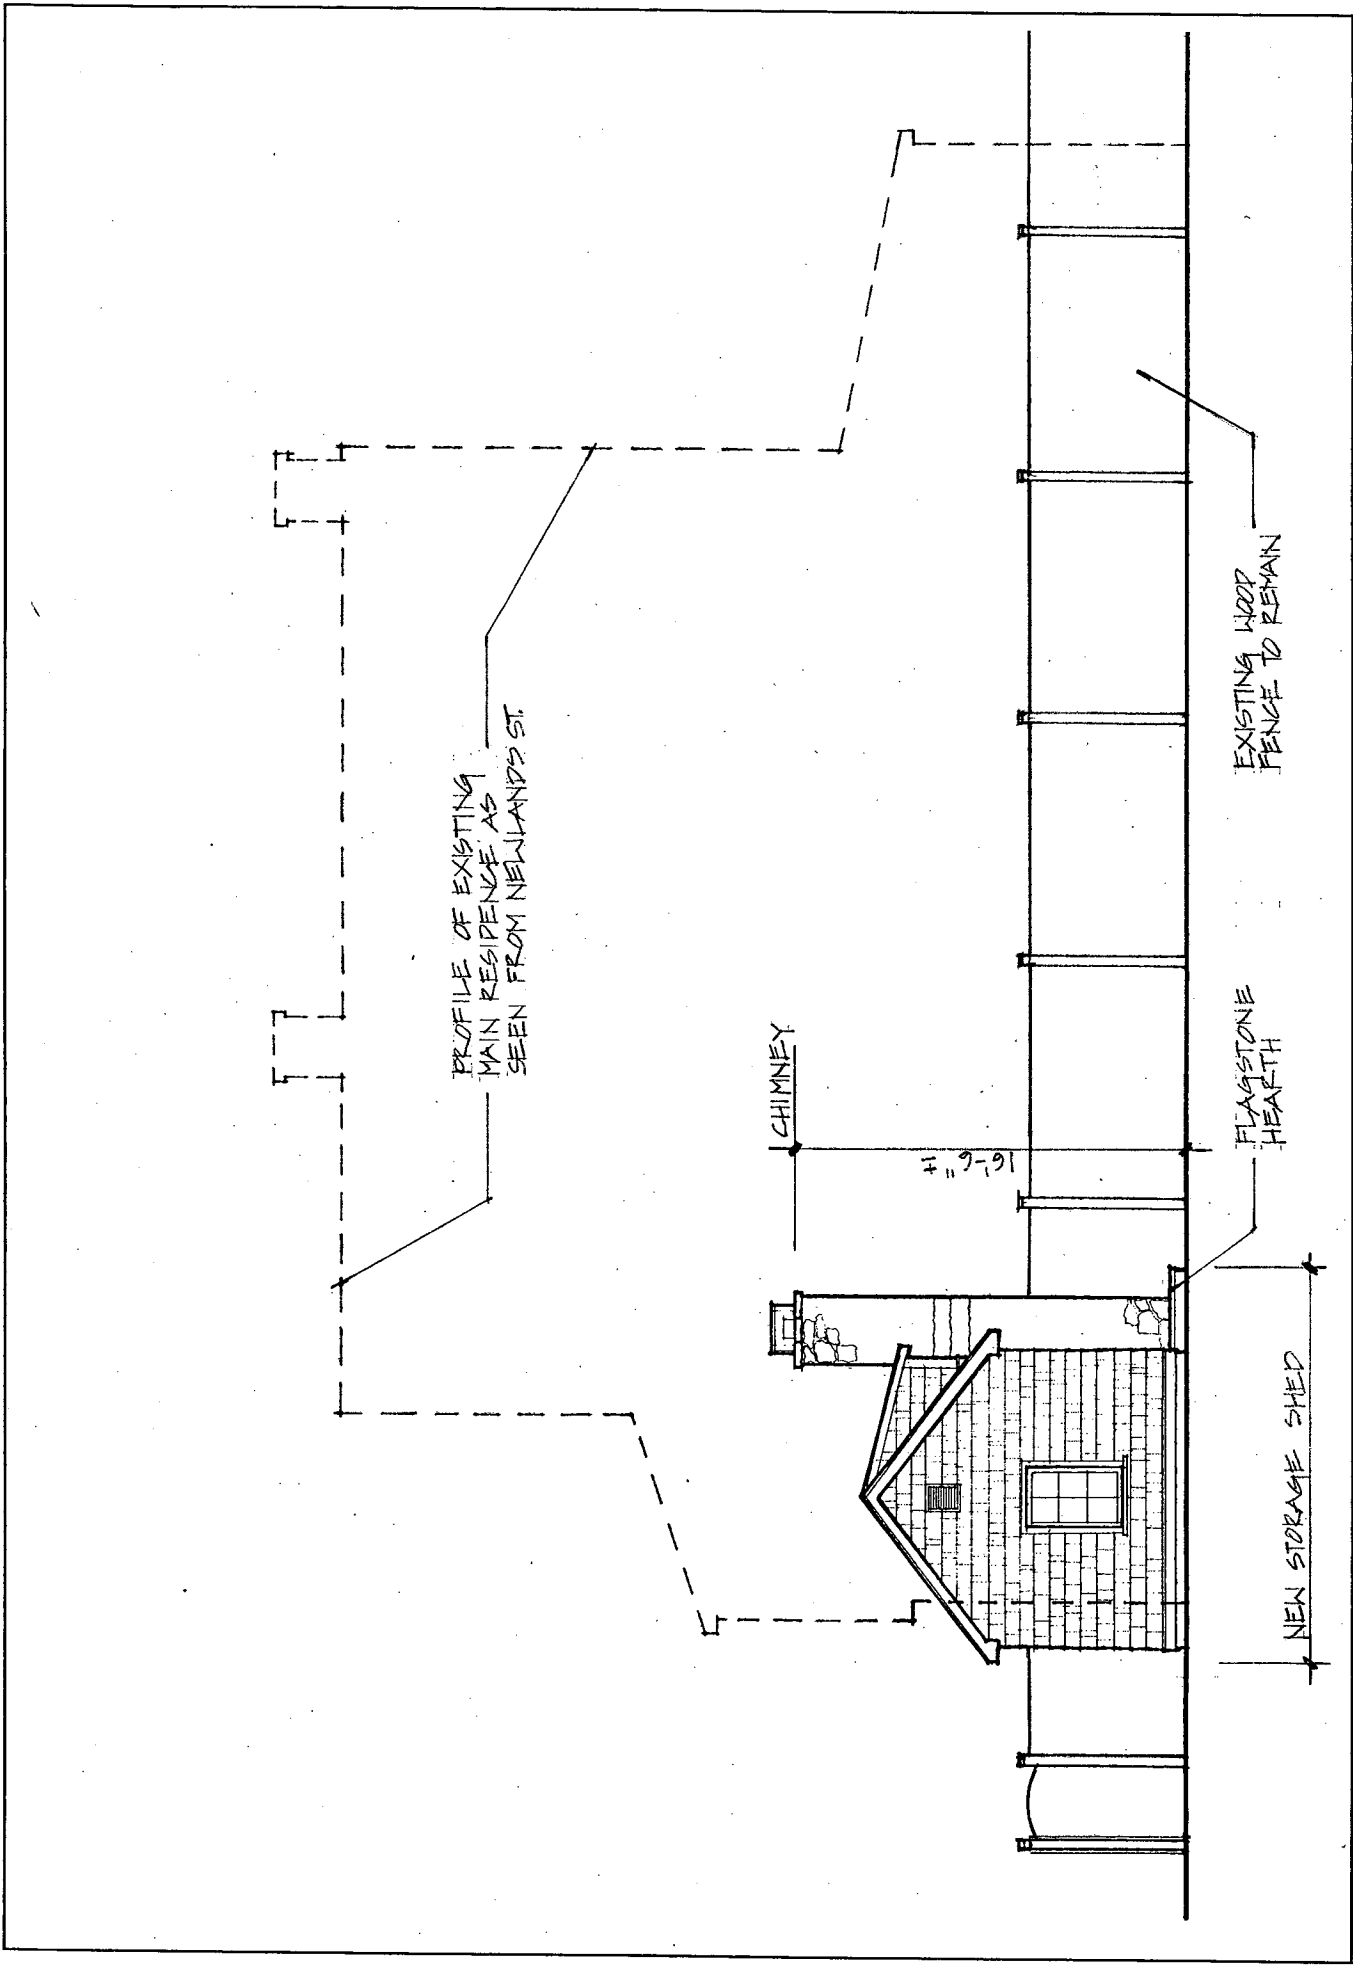 PROFILE OF EXISTING
MAIN RESIDENCE AS
SEEN FROM NEWLANDS ST.
CHIMNEY
16'-6" ±
EXISTING WOOD
FENCE TO REMAIN
FLAGSTONE
HEARTH
NEW STORAGE SHED